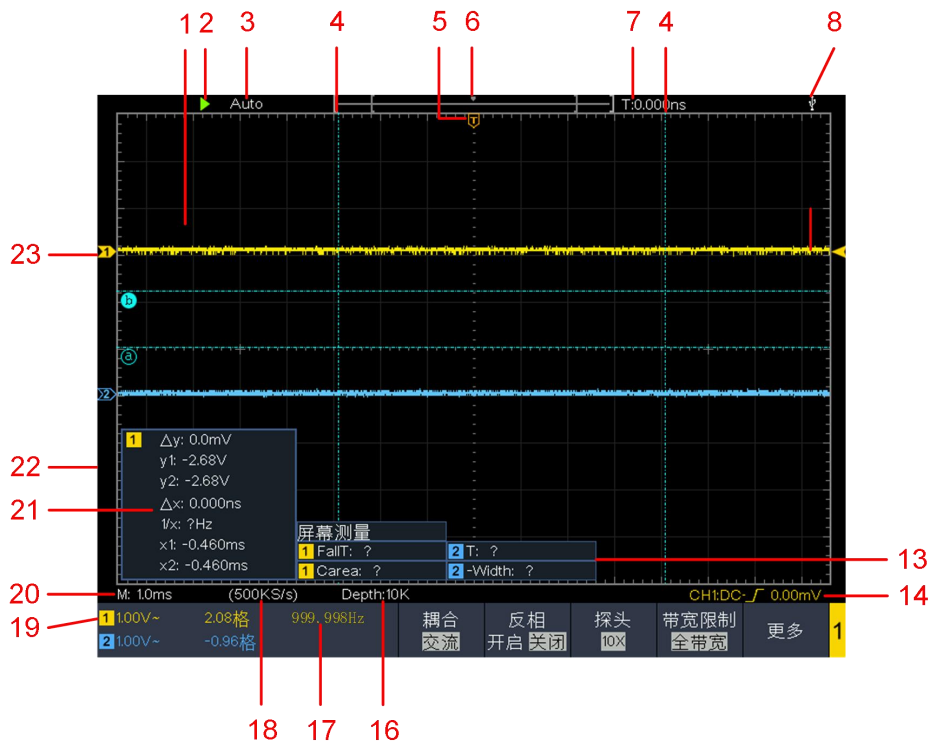 1 2 3 4 5 6 7 4 8
Auto T:0.000ns
T
23 1
b
a
2
1 △y: 0.0mV
y1: -2.68V
22
y2: -2.68V
21 △x: 0.000ns
1/x: ?Hz
x1: -0.460ms
x2: -0.460ms
屏幕测量
1 FallT: ? 2 T: ? 13
1 Carea: ? 2 -Width: ?
20 M: 1.0ms (500KS/s) Depth:10K CH1:DC- 0.00mV 14
19 1 1.00V~ 2.08格 999.998Hz
2 1.00V~ -0.96格
耦合 反相 探头 带宽限制 更多 1
交流 开启 关闭 10X 全带宽
18 17 16